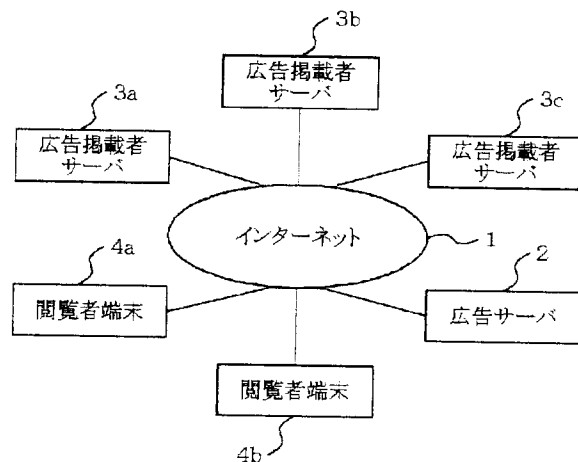 3b
広告掲載者
サーバ
3a
広告掲載者
サーバ
3c
広告掲載者
サーバ
インターネット
1
4a
閲覧者端末
2
広告サーバ
閲覧者端末
4b